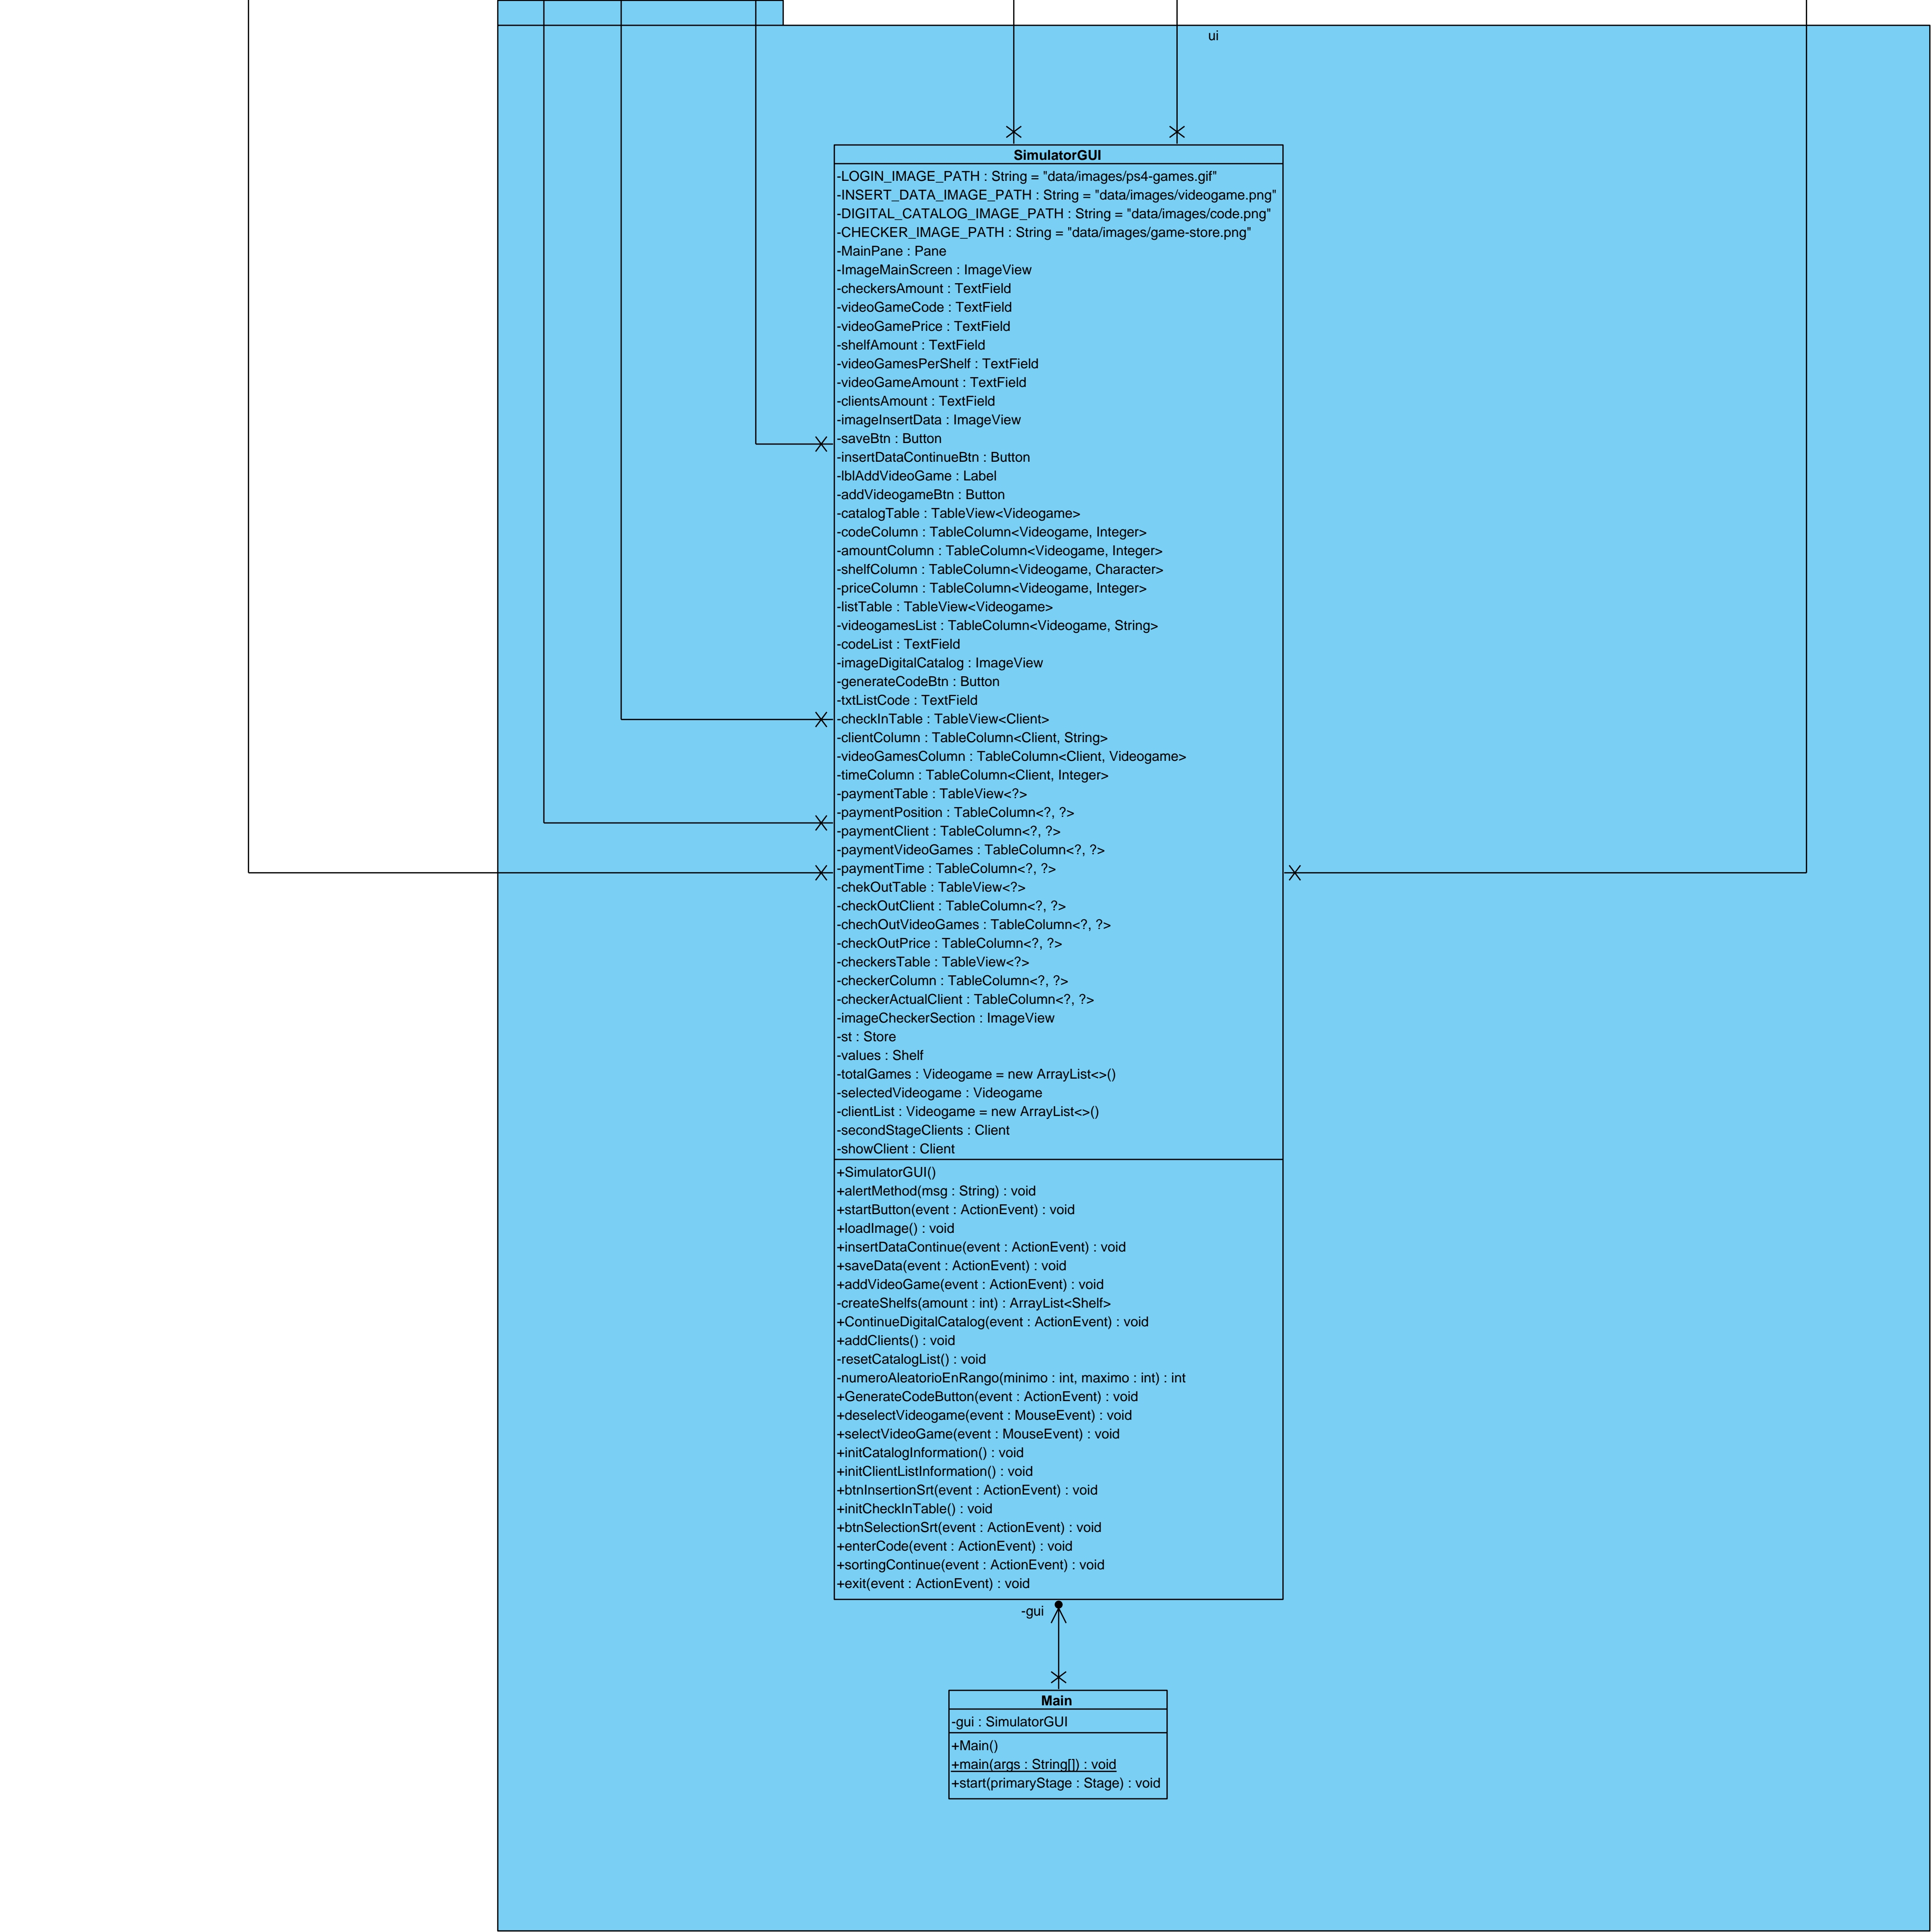 ui
SimulatorGUI
-LOGIN_IMAGE_PATH : String = "data/images/ps4-games.gif"
-INSERT_DATA_IMAGE_PATH : String = "data/images/videogame.png"
-DIGITAL_CATALOG_IMAGE_PATH : String = "data/images/code.png"
-CHECKER_IMAGE_PATH : String = "data/images/game-store.png"
-MainPane : Pane
-ImageMainScreen : ImageView
-checkersAmount : TextField
-videoGameCode : TextField
-videoGamePrice : TextField
-shelfAmount : TextField
-videoGamesPerShelf : TextField
-videoGameAmount : TextField
-clientsAmount : TextField
-imageInsertData : ImageView
-saveBtn : Button
-insertDataContinueBtn : Button
-lblAddVideoGame : Label
-addVideogameBtn : Button
-catalogTable : TableView<Videogame>
-codeColumn : TableColumn<Videogame, Integer>
-amountColumn : TableColumn<Videogame, Integer>
-shelfColumn : TableColumn<Videogame, Character>
-priceColumn : TableColumn<Videogame, Integer>
-listTable : TableView<Videogame>
-videogamesList : TableColumn<Videogame, String>
-codeList : TextField
-imageDigitalCatalog : ImageView
-generateCodeBtn : Button
-txtListCode : TextField
-checkInTable : TableView<Client>
-clientColumn : TableColumn<Client, String>
-videoGamesColumn : TableColumn<Client, Videogame>
-timeColumn : TableColumn<Client, Integer>
-paymentTable : TableView<?>
-paymentPosition : TableColumn<?, ?>
-paymentClient : TableColumn<?, ?>
-paymentVideoGames : TableColumn<?, ?>
-paymentTime : TableColumn<?, ?>
-chekOutTable : TableView<?>
-checkOutClient : TableColumn<?, ?>
-chechOutVideoGames : TableColumn<?, ?>
-checkOutPrice : TableColumn<?, ?>
-checkersTable : TableView<?>
-checkerColumn : TableColumn<?, ?>
-checkerActualClient : TableColumn<?, ?>
-imageCheckerSection : ImageView
-st : Store
-values : Shelf
-totalGames : Videogame = new ArrayList<>()
-selectedVideogame : Videogame
-clientList : Videogame = new ArrayList<>()
-secondStageClients : Client
-showClient : Client
+SimulatorGUI()
+alertMethod(msg : String) : void
+startButton(event : ActionEvent) : void
+loadImage() : void
+insertDataContinue(event : ActionEvent) : void
+saveData(event : ActionEvent) : void
+addVideoGame(event : ActionEvent) : void
-createShelfs(amount : int) : ArrayList<Shelf>
+ContinueDigitalCatalog(event : ActionEvent) : void
+addClients() : void
-resetCatalogList() : void
-numeroAleatorioEnRango(minimo : int, maximo : int) : int
+GenerateCodeButton(event : ActionEvent) : void
+deselectVideogame(event : MouseEvent) : void
+selectVideoGame(event : MouseEvent) : void
+initCatalogInformation() : void
+initClientListInformation() : void
+btnInsertionSrt(event : ActionEvent) : void
+initCheckInTable() : void
+btnSelectionSrt(event : ActionEvent) : void
+enterCode(event : ActionEvent) : void
+sortingContinue(event : ActionEvent) : void
+exit(event : ActionEvent) : void
-gui
Main
-gui : SimulatorGUI
+Main()
+main(args : String[]) : void
+start(primaryStage : Stage) : void